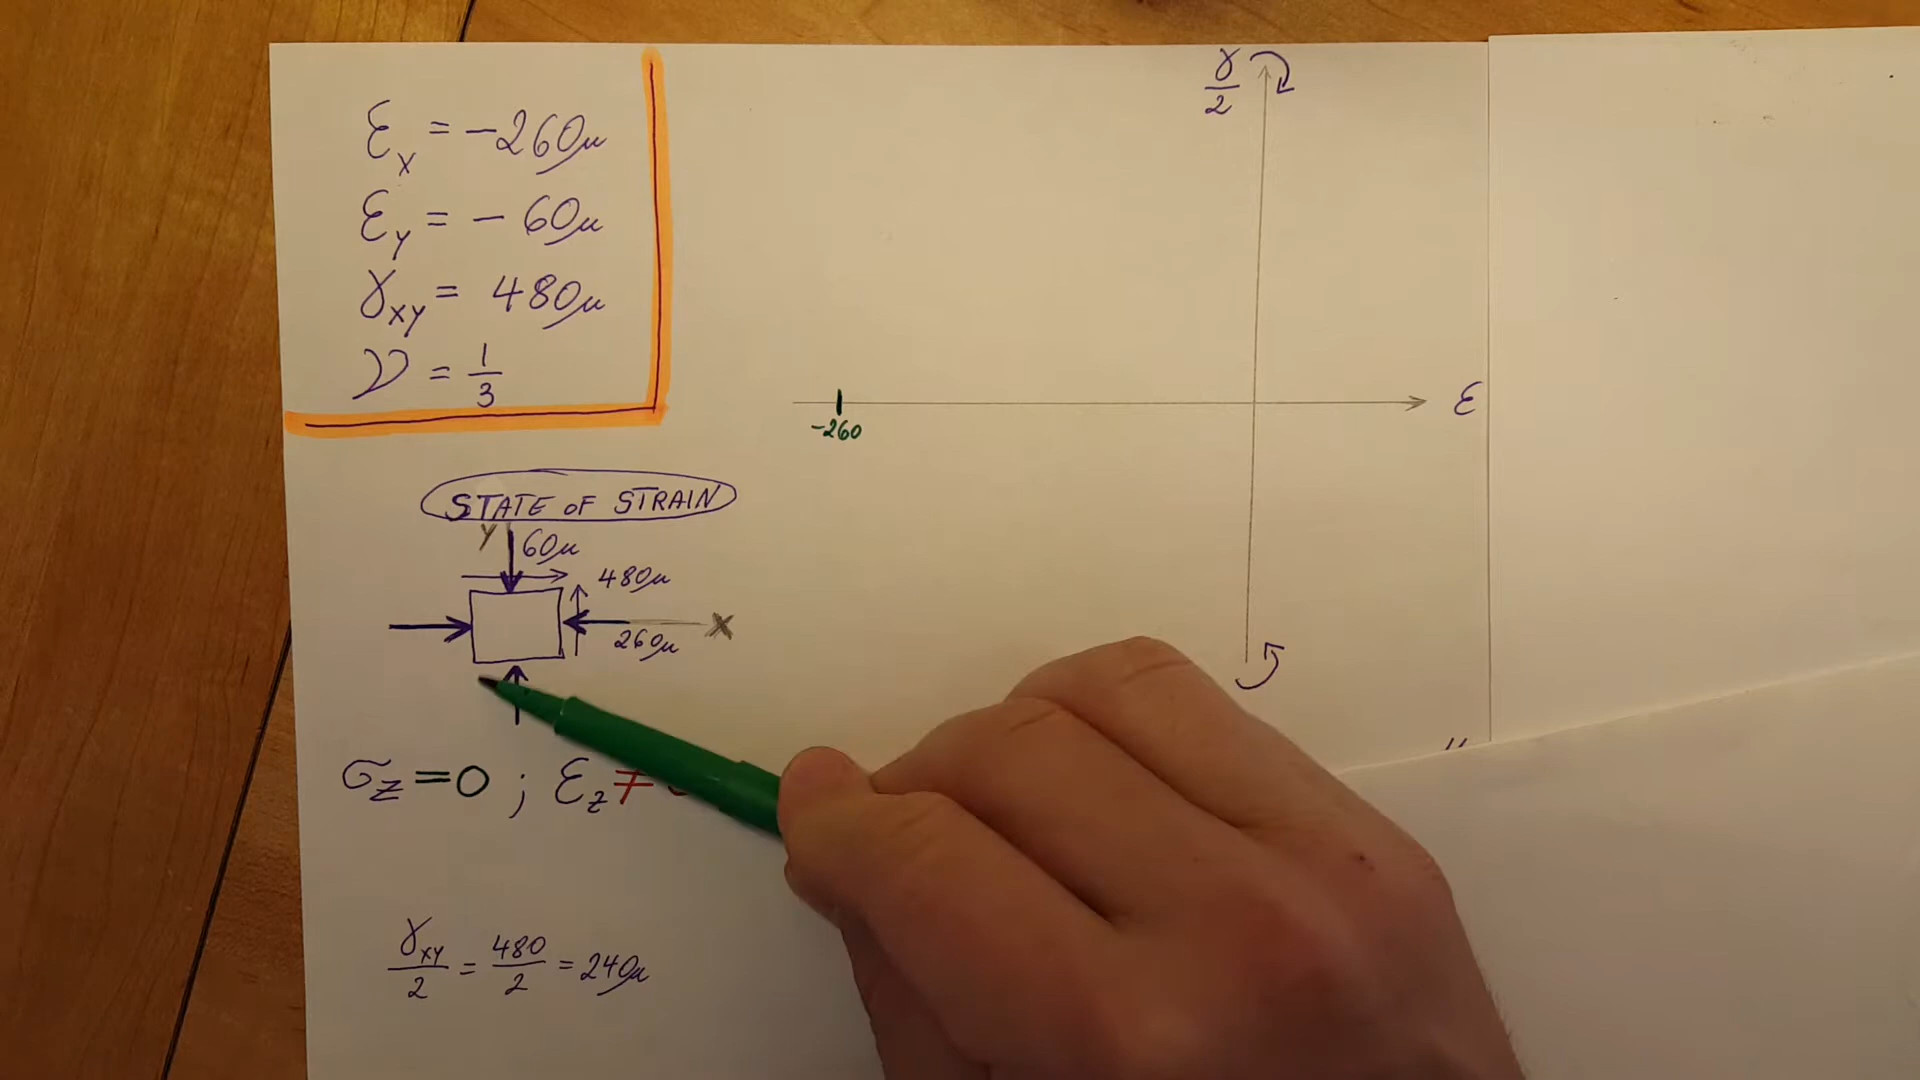 εx = -260μ
εy = - 60μ
γxy = 480μ
ν = 1/3
γ/2
ε
-260
STATE OF STRAIN
y
60μ
480μ
x
260μ
σz = 0 ; εz ≠
γxy/2 = 480/2 = 240μ